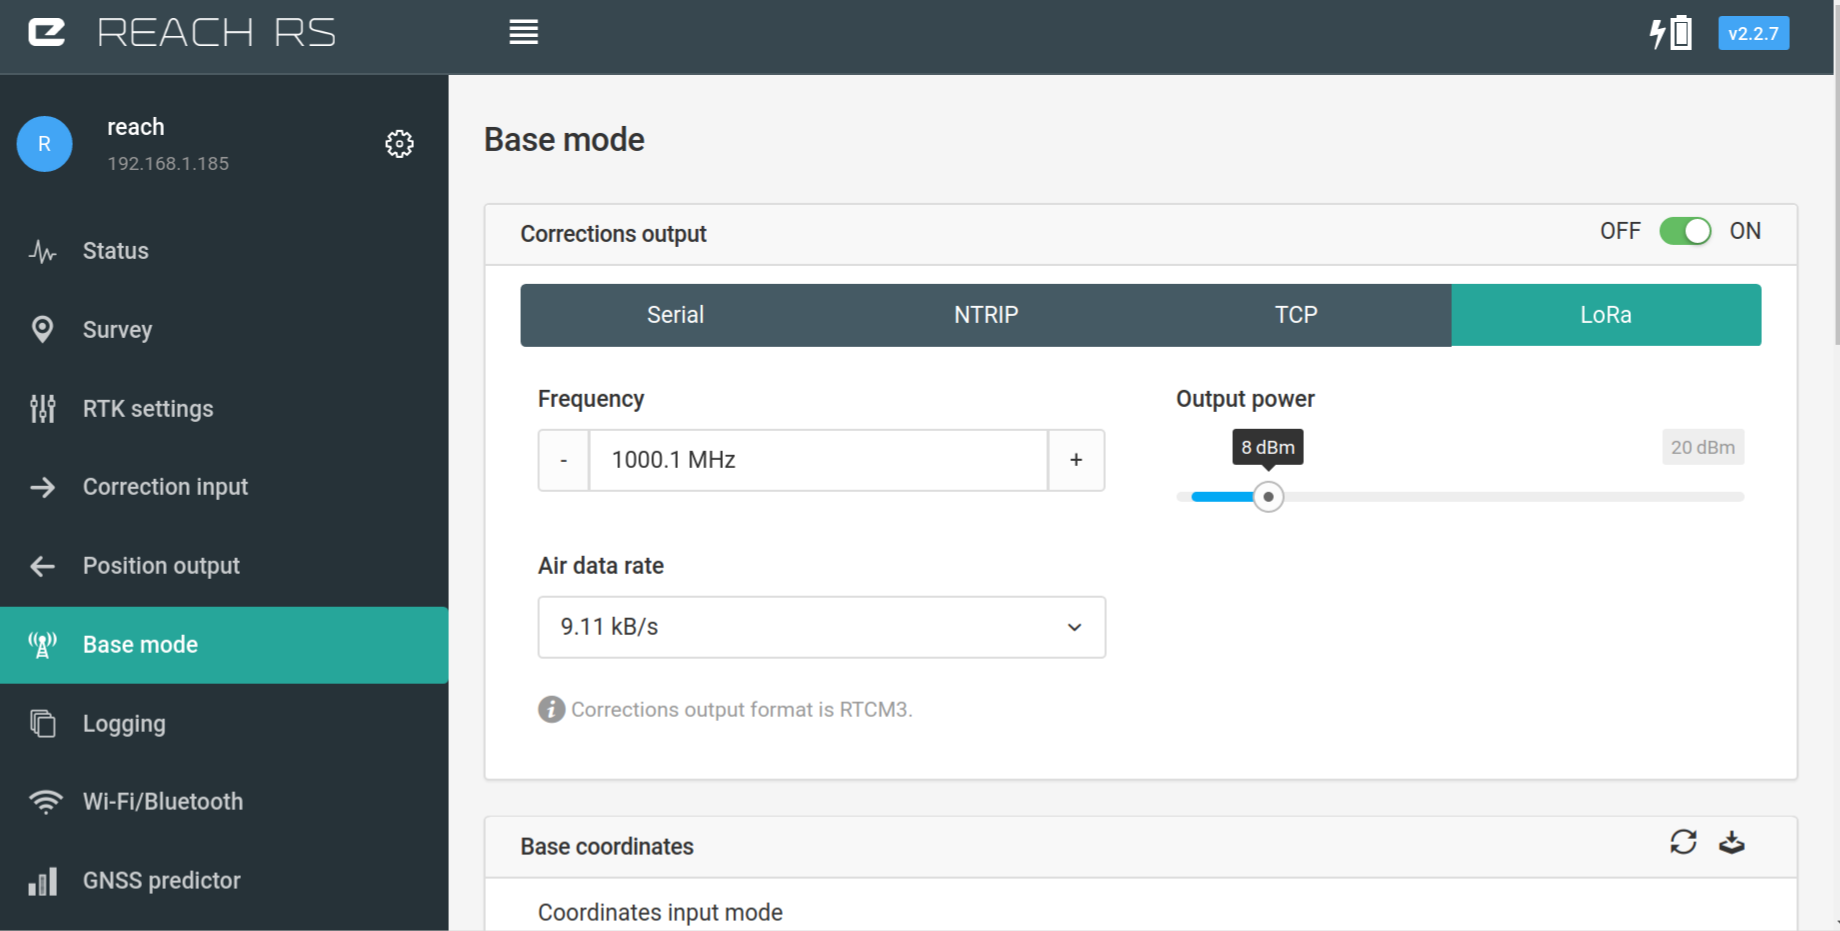 REACH RS
v2.2.7
R
reach
192.168.1.185
Status
Survey
RTK settings
Correction input
Position output
Base mode
Logging
Wi-Fi/Bluetooth
GNSS predictor
Base mode
Corrections output
OFF ON
Serial NTRIP TCP LoRa
Frequency
- 1000.1 MHz +
Output power
8 dBm 20 dBm
Air data rate
9.11 kB/s
i Corrections output format is RTCM3.
Base coordinates
Coordinates input mode